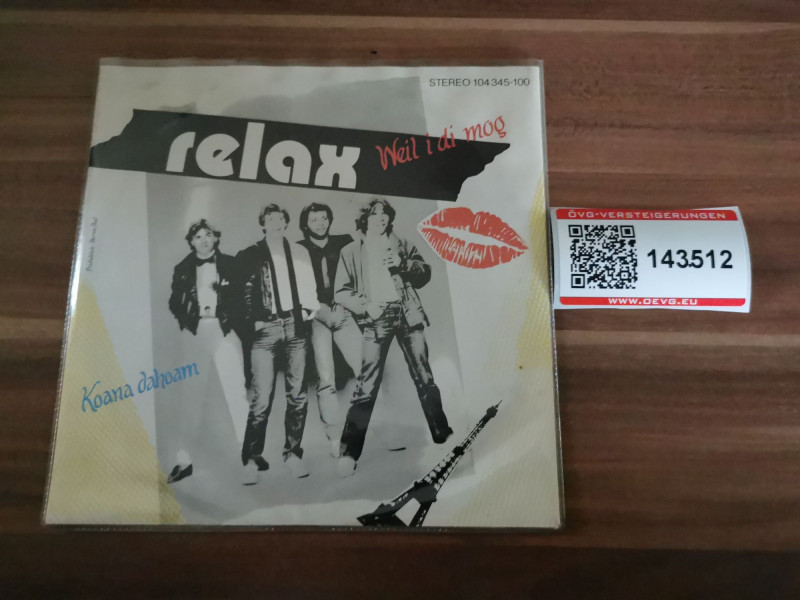 STEREO 104 345-100
relax
Weil i di mog
ÖVG-VERSTEIGERUNGEN
143.512
WWW.OEVG.EU
Koana dahoam